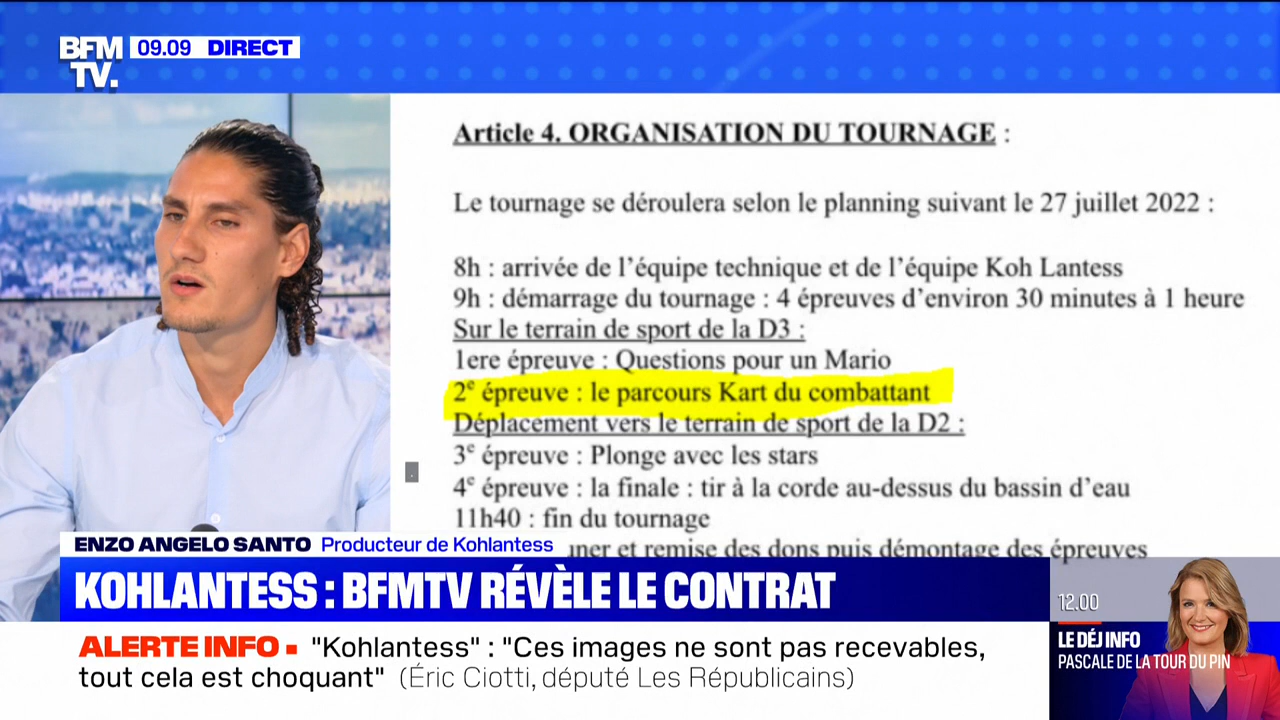 BFM
TV.
09.09 DIRECT
Article 4. ORGANISATION DU TOURNAGE :
Le tournage se déroulera selon le planning suivant le 27 juillet 2022 :
8h : arrivée de l'équipe technique et de l'équipe Koh Lantess
9h : démarrage du tournage : 4 épreuves d'environ 30 minutes à 1 heure
Sur le terrain de sport de la D3 :
1ere épreuve : Questions pour un Mario
2e épreuve : le parcours Kart du combattant
Déplacement vers le terrain de sport de la D2 :
3e épreuve : Plonge avec les stars
4e épreuve : la finale : tir à la corde au-dessus du bassin d'eau
11h40 : fin du tournage
et remise des dons puis démontage des épreuves
ENZO ANGELO SANTO Producteur de Kohlantess
KOHLANTESS : BFMTV RÉVÈLE LE CONTRAT
ALERTE INFO "Kohlantess" : "Ces images ne sont pas recevables,
tout cela est choquant" (Éric Ciotti, député Les Républicains)
12.00
LE DÉJ INFO
PASCALE DE LA TOUR DU PIN